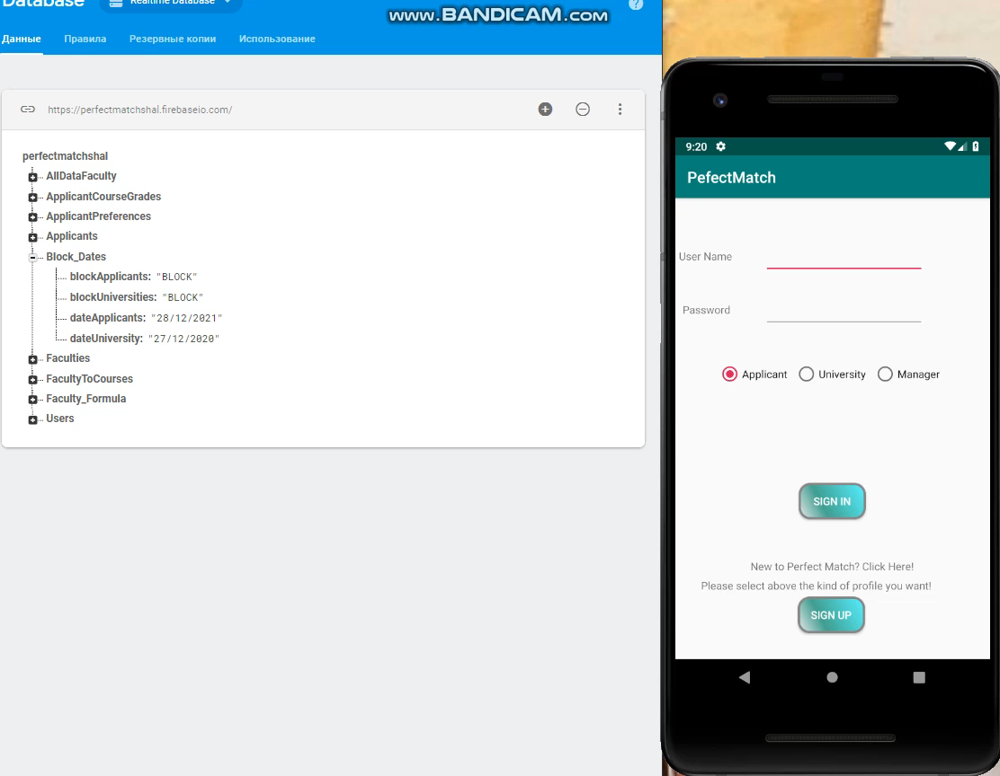 Database
Realtime Database
?
www.BANDICAM.com
Данные
Правила
Резервные копии
Использование
https://perfectmatchshal.firebaseio.com/
perfectmatchshal
AllDataFaculty
ApplicantCourseGrades
ApplicantPreferences
Applicants
Block_Dates
blockApplicants: "BLOCK"
blockUniversities: "BLOCK"
dateApplicants: "28/12/2021"
dateUniversity: "27/12/2020"
Faculties
FacultyToCourses
Faculty_Formula
Users
9:20
PefectMatch
User Name
Password
Applicant
University
Manager
SIGN IN
New to Perfect Match? Click Here!
Please select above the kind of profile you want!
SIGN UP